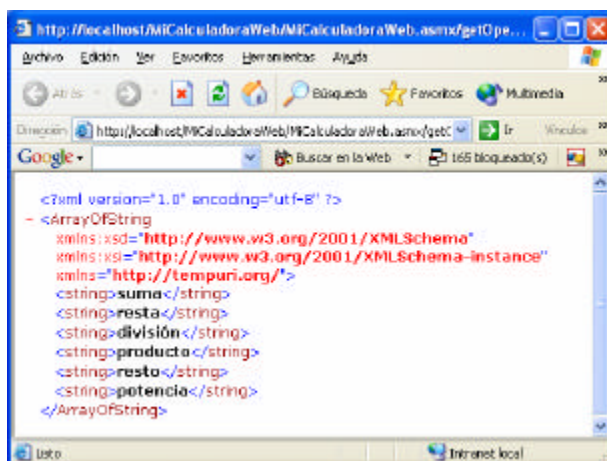 http://localhost/MiCalculadoraWeb/MiCalculadoraWeb.asmx/getOpe...
Archivo Edición Ver Favoritos Herramientas Ayuda
Atrás Búsqueda Favoritos Multimedia
Dirección http://localhost/MiCalculadoraWeb/MiCalculadoraWeb.asmx/getO Ir Vínculos
Google Buscar en la Web 165 bloqueado(s)
<?xml version="1.0" encoding="utf-8" ?>
- <ArrayOfString
xmlns:xsd="http://www.w3.org/2001/XMLSchema"
xmlns:xsi="http://www.w3.org/2001/XMLSchema-instance"
xmlns="http://tempuri.org/">
<string>suma</string>
<string>resta</string>
<string>división</string>
<string>producto</string>
<string>resto</string>
<string>potencia</string>
</ArrayOfString>
Listo Intranet local